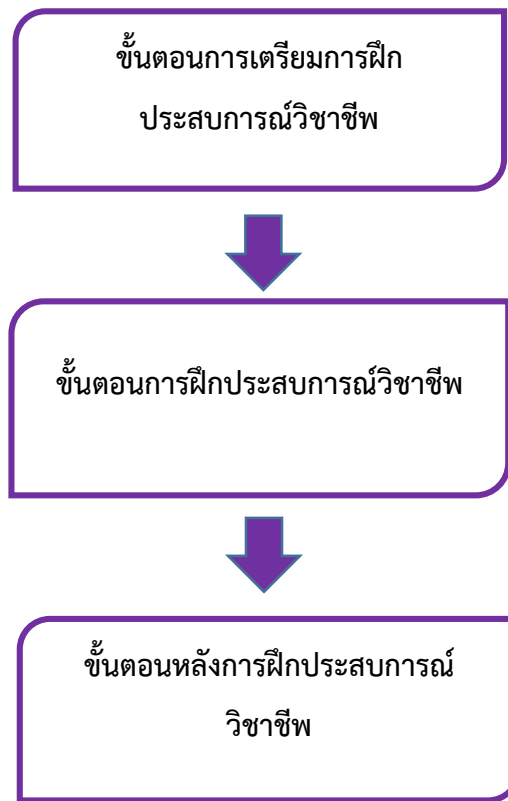 ขั้นตอนการเตรียมการฝึก
ประสบการณ์วิชาชีพ
ขั้นตอนการฝึกประสบการณ์วิชาชีพ
ขั้นตอนหลังการฝึกประสบการณ์
วิชาชีพ